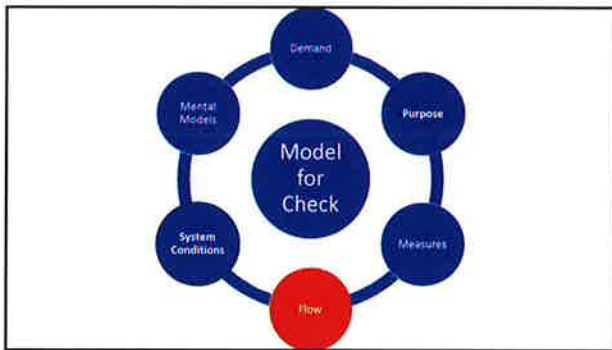 Demand
Purpose
Measures
Flow
System
Conditions
Mental
Models
Model
for
Check